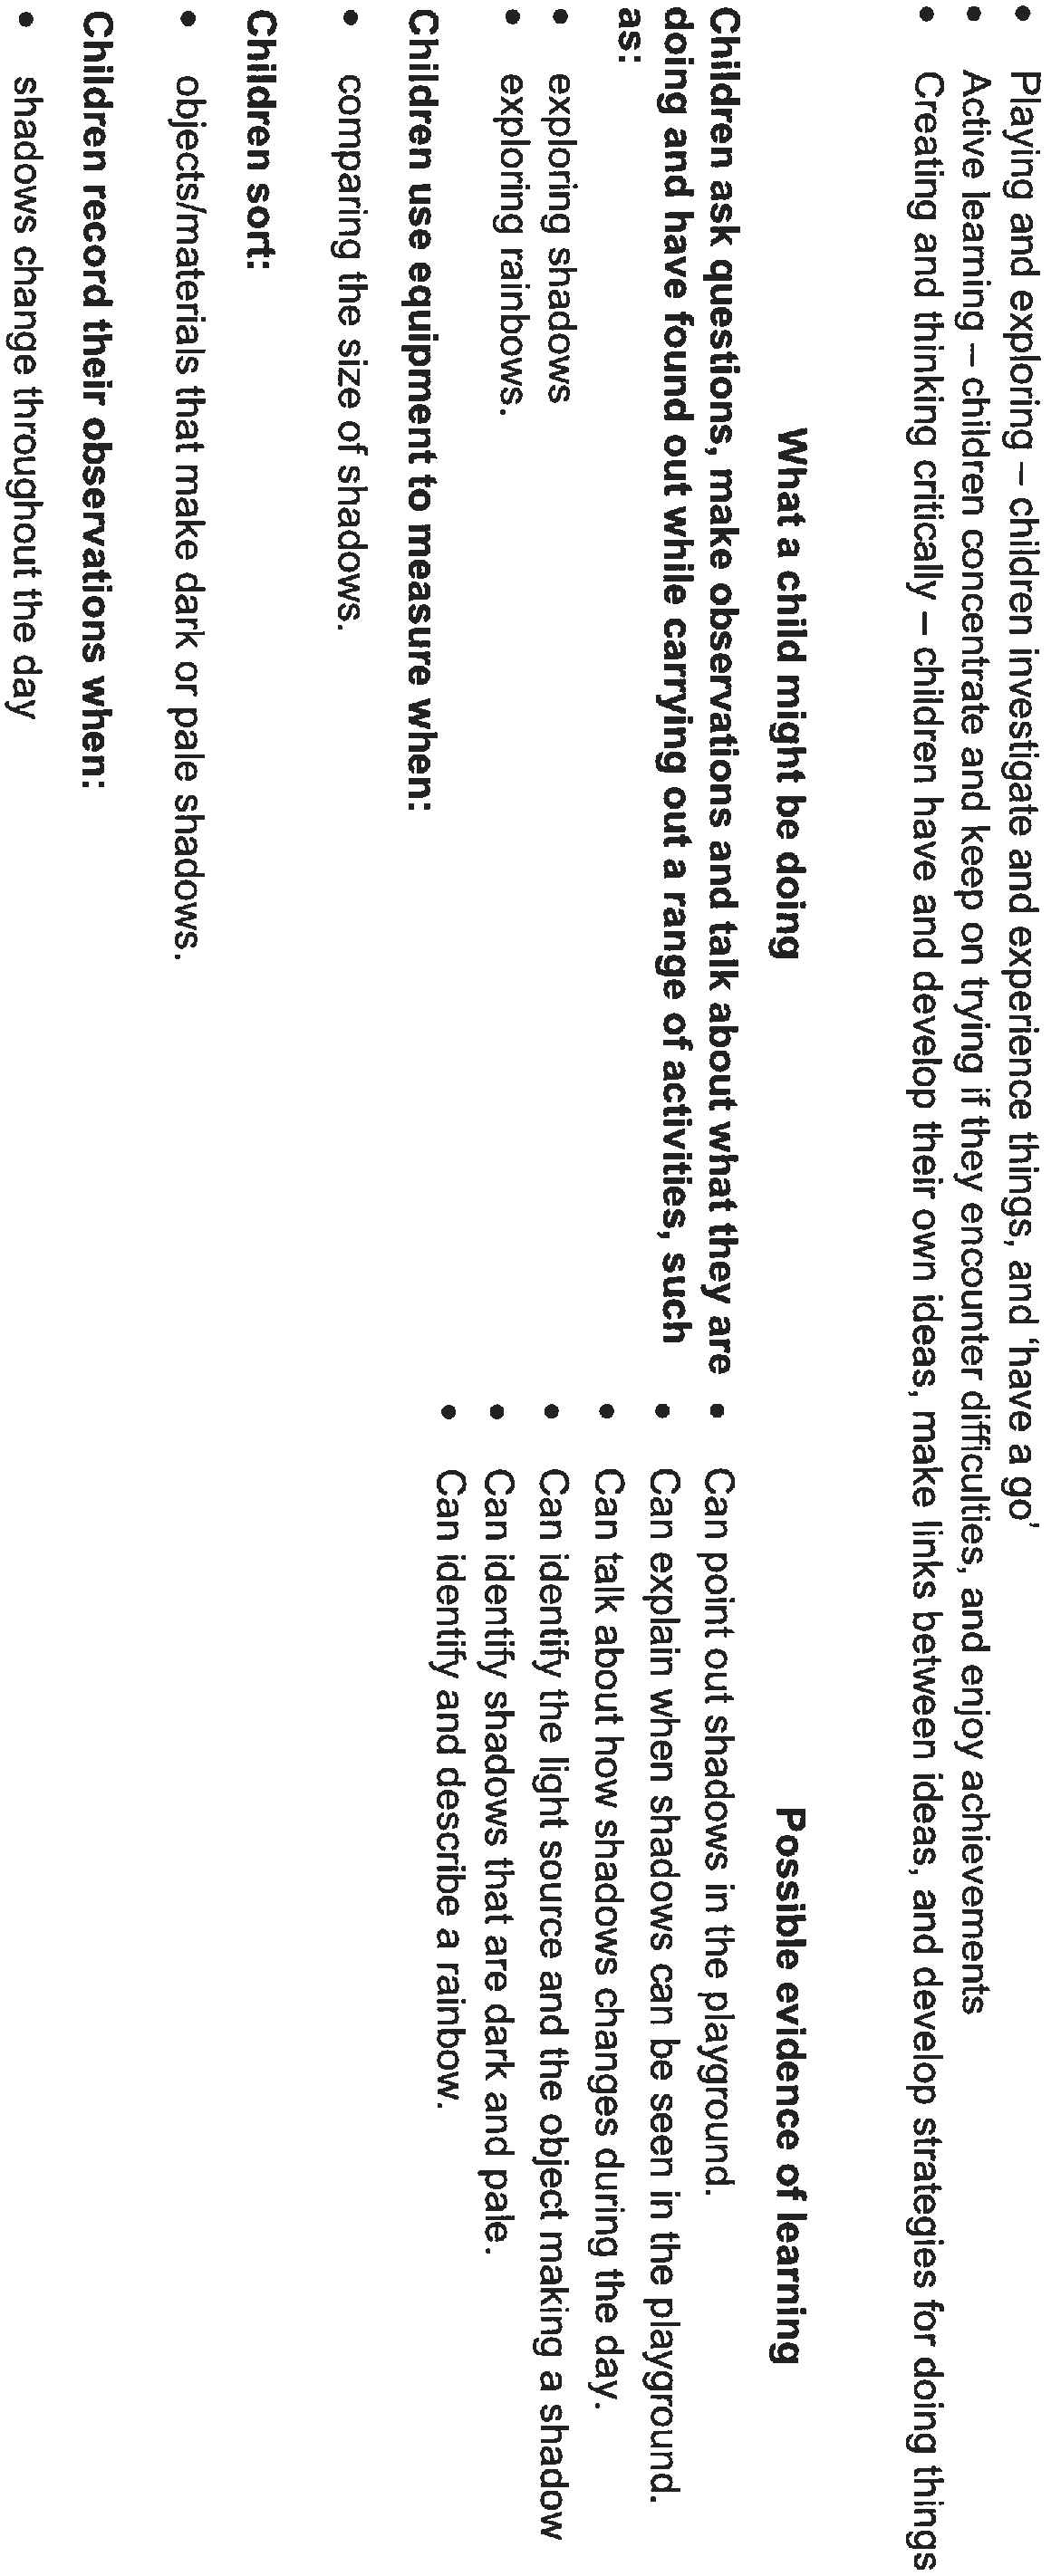 • Playing and exploring – children investigate and experience things, and ‘have a go’
• Active learning – children concentrate and keep on trying if they encounter difficulties, and enjoy achievements
• Creating and thinking critically – children have and develop their own ideas, make links between ideas, and develop strategies for doing things
What a child might be doing
Children ask questions, make observations and talk about what they are
doing and have found out while carrying out a range of activities, such
as:
• exploring shadows
• exploring rainbows.
Children use equipment to measure when:
• comparing the size of shadows.
Children sort:
• objects/materials that make dark or pale shadows.
Children record their observations when:
• shadows change throughout the day
Possible evidence of learning
• Can point out shadows in the playground.
• Can explain when shadows can be seen in the playground.
• Can talk about how shadows changes during the day.
• Can identify the light source and the object making a shadow
• Can identify shadows that are dark and pale.
• Can identify and describe a rainbow.